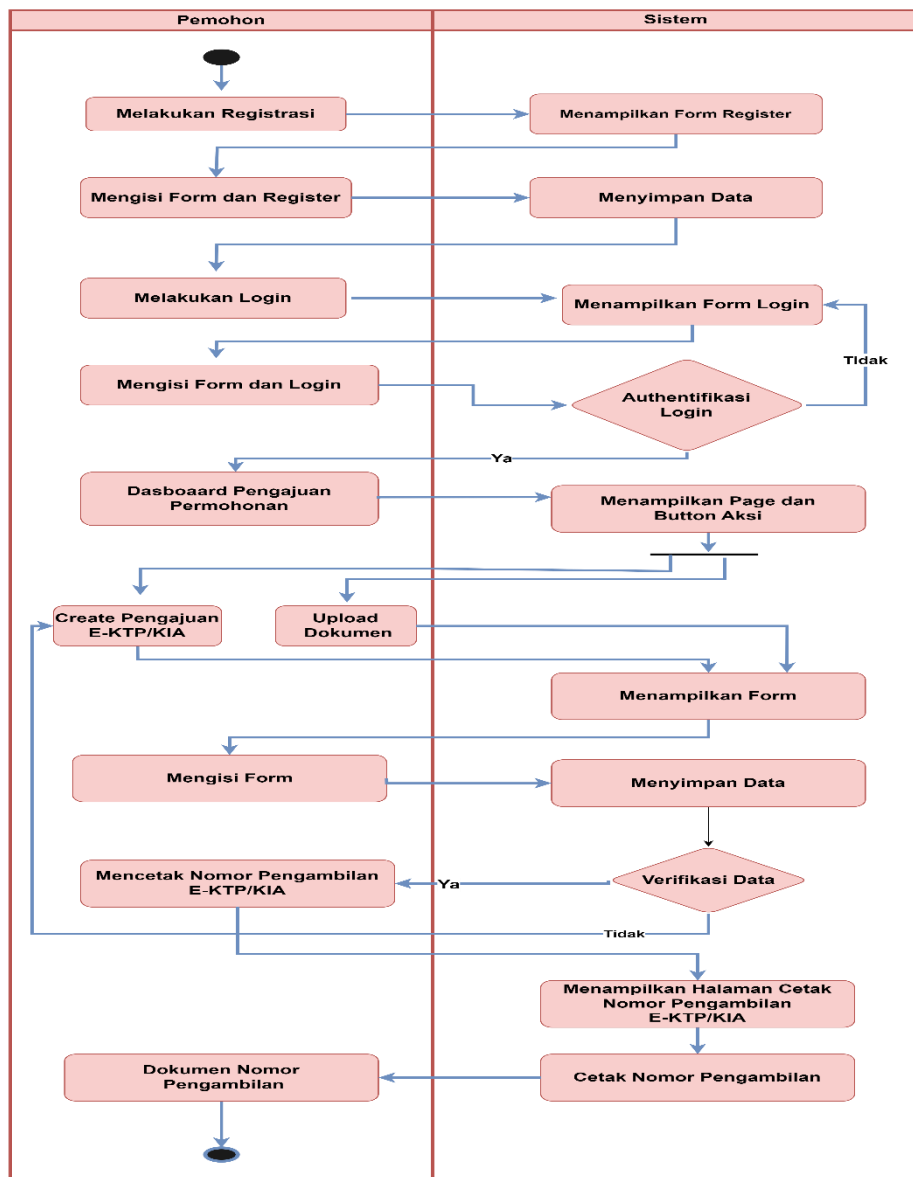 Pemohon
Sistem
Melakukan Registrasi
Menampilkan Form Register
Mengisi Form dan Register
Menyimpan Data
Melakukan Login
Menampilkan Form Login
Tidak
Mengisi Form dan Login
Authentifikasi
Login
Ya
Dasboaard Pengajuan
Permohonan
Menampilkan Page dan
Button Aksi
Create Pengajuan
E-KTP/KIA
Upload
Dokumen
Menampilkan Form
Mengisi Form
Menyimpan Data
Mencetak Nomor Pengambilan
E-KTP/KIA
Ya
Verifikasi Data
Tidak
Menampilkan Halaman Cetak
Nomor Pengambilan
E-KTP/KIA
Dokumen Nomor
Pengambilan
Cetak Nomor Pengambilan